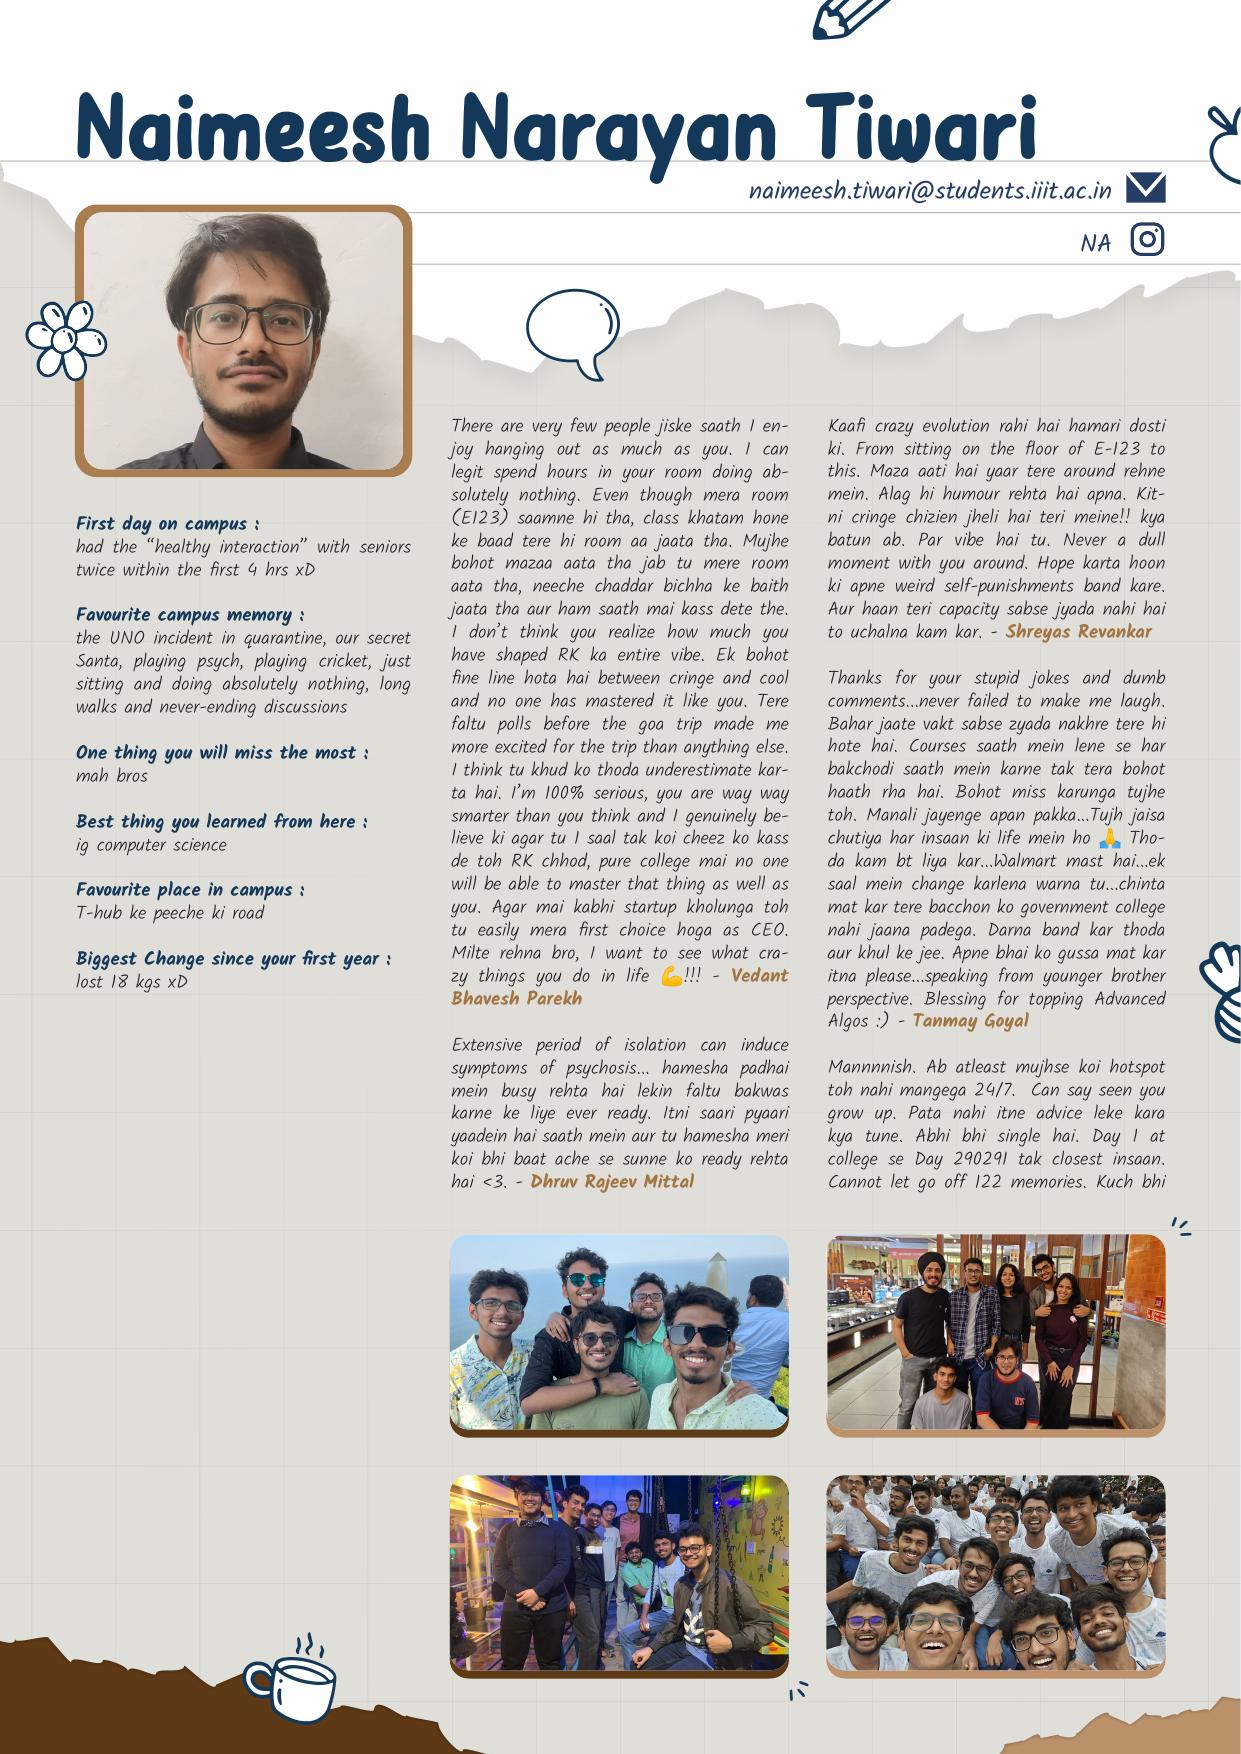 Naimeesh Narayan Tiwari
naimeesh.tiwari@students.iiit.ac.in
NA
First day on campus :
had the “healthy interaction” with seniors
twice within the first 4 hrs xD
Favourite campus memory :
the UNO incident in quarantine, our secret
Santa, playing psych, playing cricket, just
sitting and doing absolutely nothing, long
walks and never-ending discussions
One thing you will miss the most :
mah bros
Best thing you learned from here :
ig computer science
Favourite place in campus :
T-hub ke peeche ki road
Biggest Change since your first year :
lost 18 kgs xD
There are very few people jiske saath I en-
joy hanging out as much as you. I can
legit spend hours in your room doing ab-
solutely nothing. Even though mera room
(E123) saamne hi tha, class khatam hone
ke baad tere hi room aa jaata tha. Mujhe
bohot mazaa aata tha jab tu mere room
aata tha, neeche chaddar bichha ke baith
jaata tha aur ham saath mai kass dete the.
I don’t think you realize how much you
have shaped RK ka entire vibe. Ek bohot
fine line hota hai between cringe and cool
and no one has mastered it like you. Tere
faltu polls before the goa trip made me
more excited for the trip than anything else.
I think tu khud ko thoda underestimate kar-
ta hai. I’m 100% serious, you are way way
smarter than you think and I genuinely be-
lieve ki agar tu 1 saal tak koi cheez ko kass
de toh RK chhod, pure college mai no one
will be able to master that thing as well as
you. Agar mai kabhi startup kholunga toh
tu easily mera first choice hoga as CEO.
Milte rehna bro, I want to see what cra-
zy things you do in life 💪!!! - Vedant
Bhavesh Parekh
Extensive period of isolation can induce
symptoms of psychosis... hamesha padhai
mein busy rehta hai lekin faltu bakwas
karne ke liye ever ready. Itni saari pyaari
yaadein hai saath mein aur tu hamesha meri
koi bhi baat ache se sunne ko ready rehta
hai <3. - Dhruv Rajeev Mittal
Kaafi crazy evolution rahi hai hamari dosti
ki. From sitting on the floor of E-123 to
this. Maza aati hai yaar tere around rehne
mein. Alag hi humour rehta hai apna. Kit-
ni cringe chizien jheli hai teri meine!! kya
batun ab. Par vibe hai tu. Never a dull
moment with you around. Hope karta hoon
ki apne weird self-punishments band kare.
Aur haan teri capacity sabse jyada nahi hai
to uchalna kam kar. - Shreyas Revankar
Thanks for your stupid jokes and dumb
comments...never failed to make me laugh.
Bahar jaate vakt sabse zyada nakhre tere hi
hote hai. Courses saath mein lene se har
bakchodi saath mein karne tak tera bohot
haath rha hai. Bohot miss karunga tujhe
toh. Manali jayenge apan pakka...Tujh jaisa
chutiya har insaan ki life mein ho 🙏 Tho-
da kam bt liya kar...Walmart mast hai...ek
saal mein change karlena warna tu...chinta
mat kar tere bacchon ko government college
nahi jaana padega. Darna band kar thoda
aur khul ke jee. Apne bhai ko gussa mat kar
itna please...speaking from younger brother
perspective. Blessing for topping Advanced
Algos :) - Tanmay Goyal
Mannnnish. Ab atleast mujhse koi hotspot
toh nahi mangega 24/7. Can say seen you
grow up. Pata nahi itne advice leke kara
kya tune. Abhi bhi single hai. Day 1 at
college se Day 290291 tak closest insaan.
Cannot let go off 122 memories. Kuch bhi